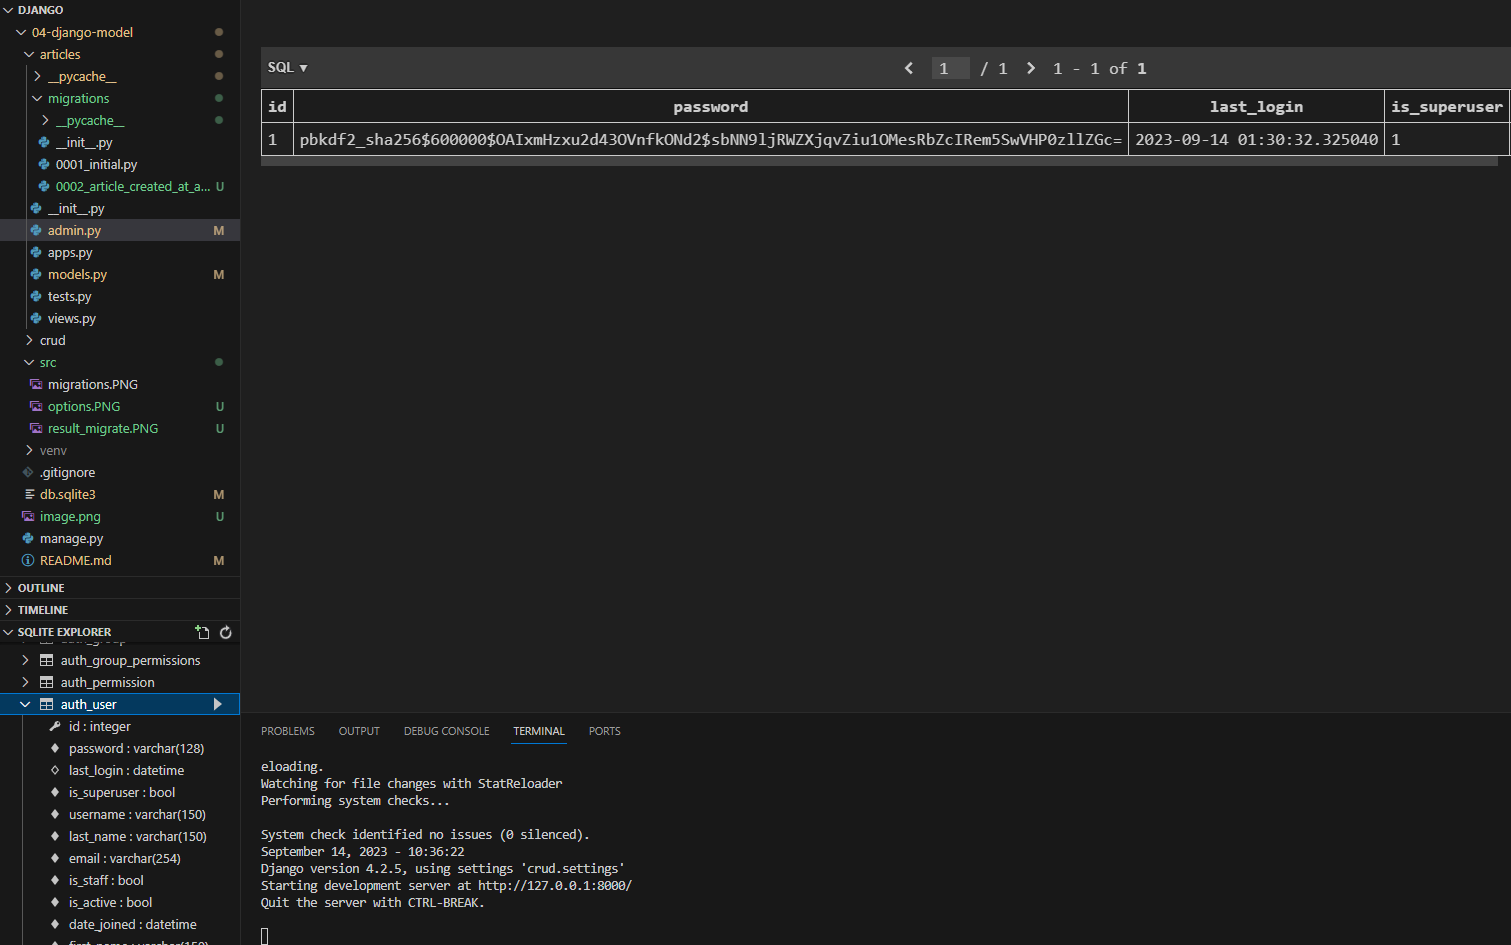 DJANGO
04-django-model
articles
__pycache__
migrations
__pycache__
__init__.py
0001_initial.py
0002_article_created_at_a... U
__init__.py
admin.py M
apps.py
models.py M
tests.py
views.py
crud
src
migrations.PNG
options.PNG U
result_migrate.PNG U
venv
.gitignore
db.sqlite3 M
image.png U
manage.py
README.md M
OUTLINE
TIMELINE
SQLITE EXPLORER
auth_group
auth_group_permissions
auth_permission
auth_user
id : integer
password : varchar(128)
last_login : datetime
is_superuser : bool
username : varchar(150)
last_name : varchar(150)
email : varchar(254)
is_staff : bool
is_active : bool
date_joined : datetime
first_name : varchar(150)
SQL ▼
1 / 1 1 - 1 of 1
id password last_login is_superuser
1 pbkdf2_sha256$600000$OAIxmHzxu2d43OVnfkONd2$sbNN9ljRWZXjqvZiu1OMesRbZcIRem5SwVHP0zllZGc= 2023-09-14 01:30:32.325040 1
PROBLEMS OUTPUT DEBUG CONSOLE TERMINAL PORTS
eloading.
Watching for file changes with StatReloader
Performing system checks...
System check identified no issues (0 silenced).
September 14, 2023 - 10:36:22
Django version 4.2.5, using settings 'crud.settings'
Starting development server at http://127.0.0.1:8000/
Quit the server with CTRL-BREAK.